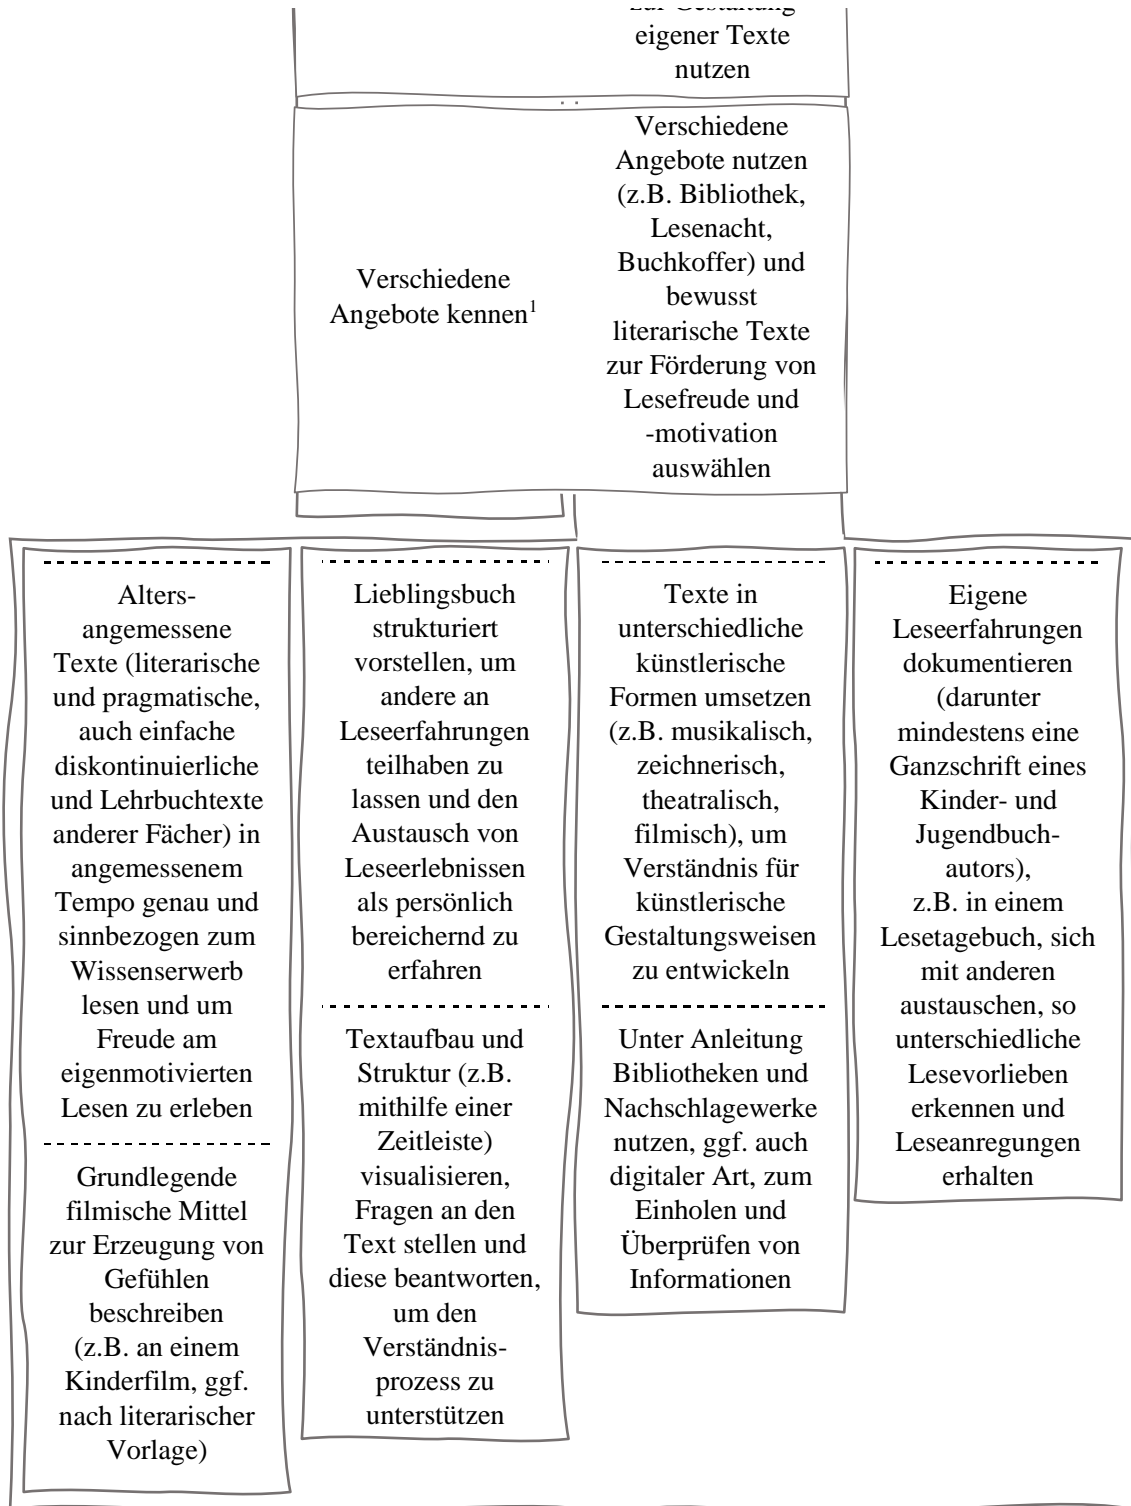 zur Gestaltung
eigener Texte
nutzen
Verschiedene
Angebote kennen¹
Verschiedene
Angebote nutzen
(z.B. Bibliothek,
Lesenacht,
Buchkoffer) und
bewusst
literarische Texte
zur Förderung von
Lesefreude und
-motivation
auswählen
Alters-
angemessene
Texte (literarische
und pragmatische,
auch einfache
diskontinuierliche
und Lehrbuchtexte
anderer Fächer) in
angemessenem
Tempo genau und
sinnbezogen zum
Wissenserwerb
lesen und um
Freude am
eigenmotivierten
Lesen zu erleben
Grundlegende
filmische Mittel
zur Erzeugung von
Gefühlen
beschreiben
(z.B. an einem
Kinderfilm, ggf.
nach literarischer
Vorlage)
Lieblingsbuch
strukturiert
vorstellen, um
andere an
Leseerfahrungen
teilhaben zu
lassen und den
Austausch von
Leseerlebnissen
als persönlich
bereichernd zu
erfahren
Textaufbau und
Struktur (z.B.
mithilfe einer
Zeitleiste)
visualisieren,
Fragen an den
Text stellen und
diese beantworten,
um den
Verständnis-
prozess zu
unterstützen
Texte in
unterschiedliche
künstlerische
Formen umsetzen
(z.B. musikalisch,
zeichnerisch,
theatralisch,
filmisch), um
Verständnis für
künstlerische
Gestaltungsweisen
zu entwickeln
Unter Anleitung
Bibliotheken und
Nachschlagewerke
nutzen, ggf. auch
digitaler Art, zum
Einholen und
Überprüfen von
Informationen
Eigene
Leseerfahrungen
dokumentieren
(darunter
mindestens eine
Ganzschrift eines
Kinder- und
Jugendbuch-
autors),
z.B. in einem
Lesetagebuch, sich
mit anderen
austauschen, so
unterschiedliche
Lesevorlieben
erkennen und
Leseanregungen
erhalten